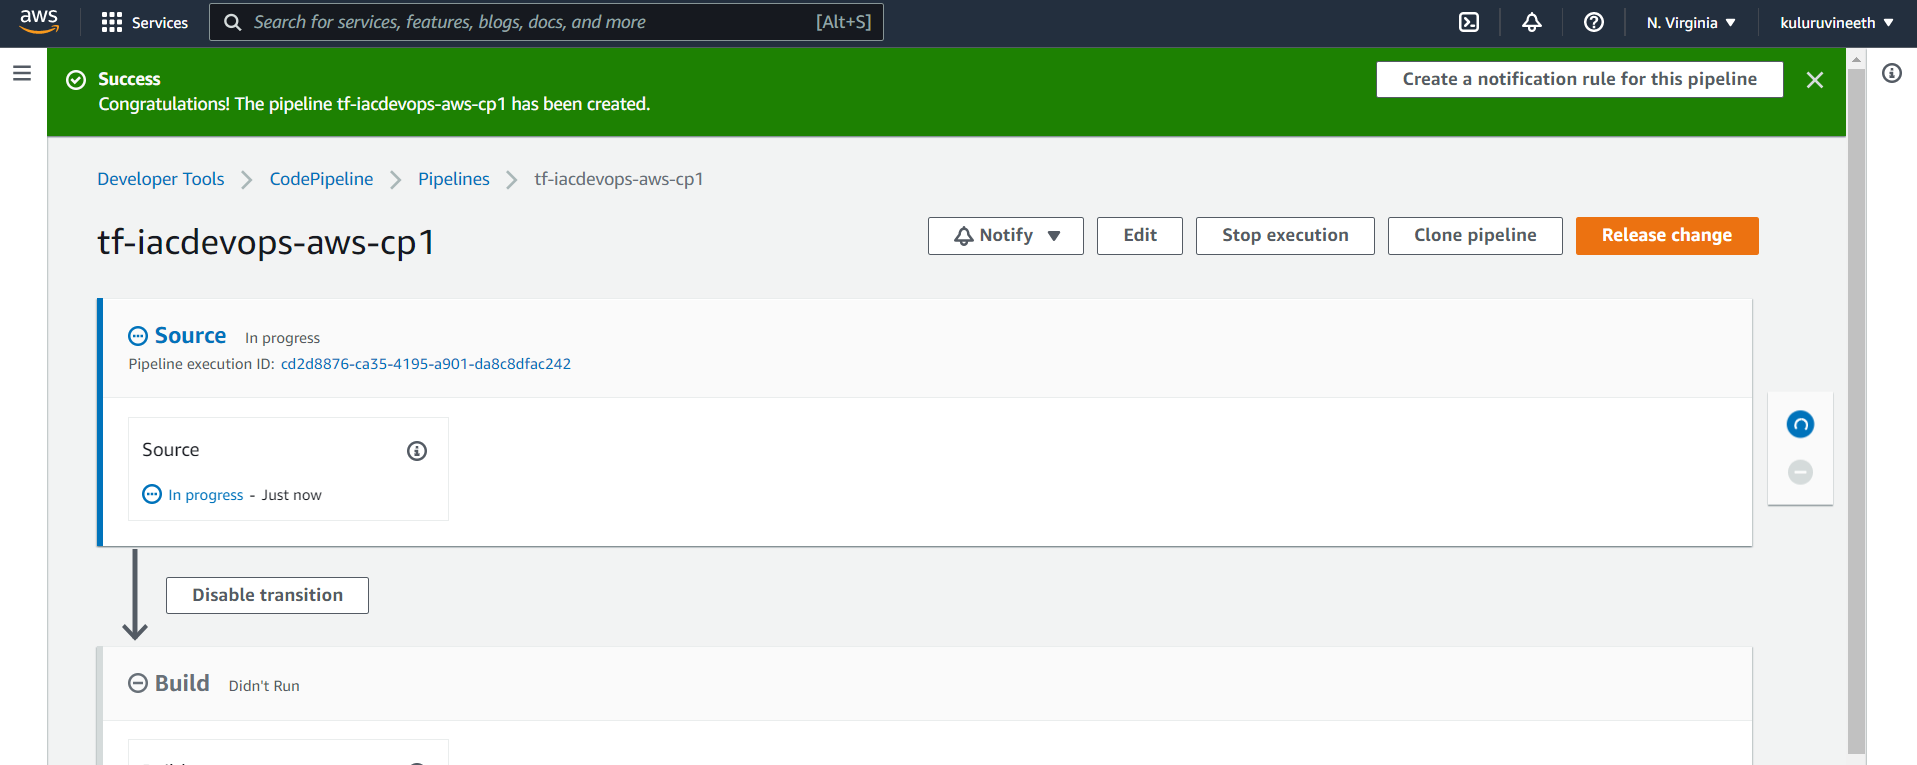 aws
Services
Search for services, features, blogs, docs, and more [Alt+S]
N. Virginia
kuluruvineeth
Success
Congratulations! The pipeline tf-iacdevops-aws-cp1 has been created.
Create a notification rule for this pipeline
Developer Tools
CodePipeline
Pipelines
tf-iacdevops-aws-cp1
tf-iacdevops-aws-cp1
Notify
Edit
Stop execution
Clone pipeline
Release change
Source In progress
Pipeline execution ID: cd2d8876-ca35-4195-a901-da8c8dfac242
Source
In progress - Just now
Disable transition
Build Didn't Run